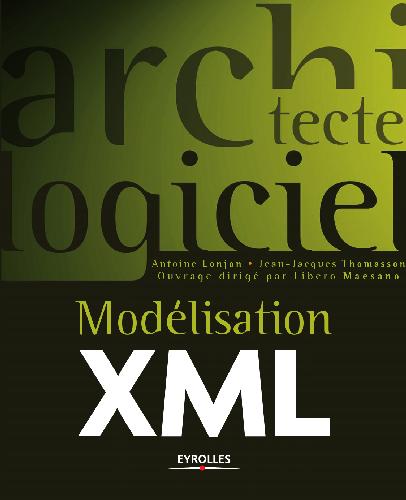 archi
tecte
logiciel
Antoine Lonjon • Jean-Jacques Thomasson
Ouvrage dirigé par Libero Maesano
Modélisation
XML
EYROLLES